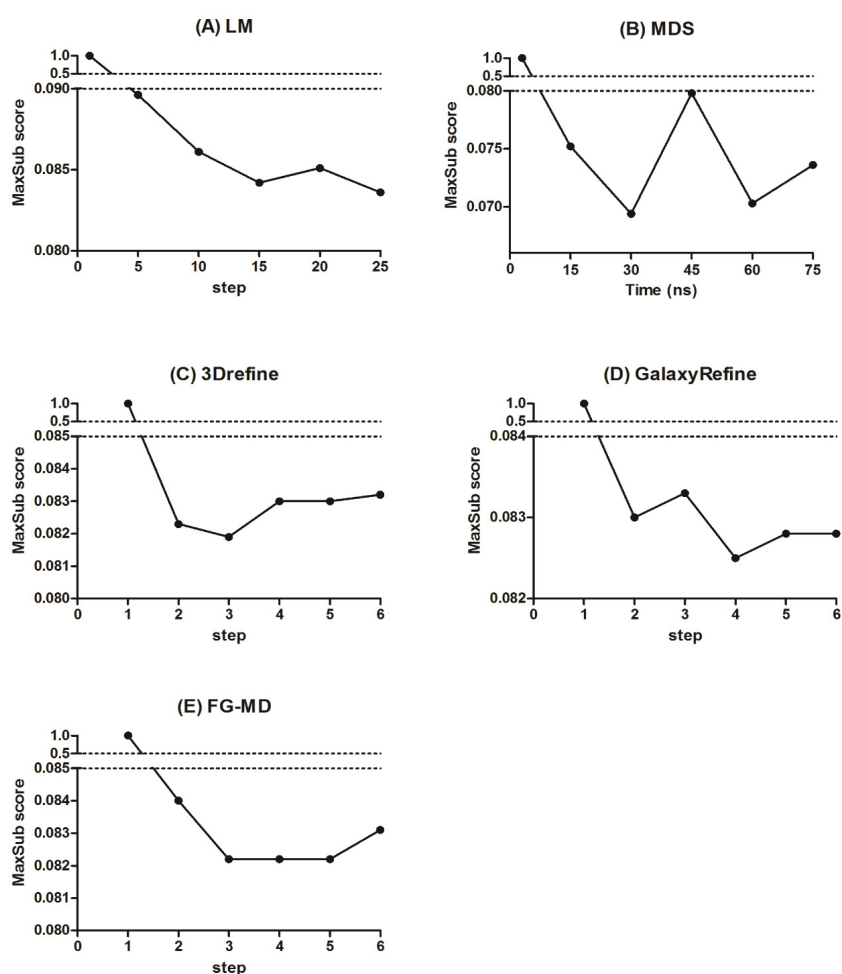 (A) LM
1.0
0.5
0.090
0.085
0.080
MaxSub score
0 5 10 15 20 25
step
(B) MDS
1.0
0.5
0.080
0.075
0.070
MaxSub score
0 15 30 45 60 75
Time (ns)
(C) 3Drefine
1.0
0.5
0.085
0.084
0.083
0.082
0.081
0.080
MaxSub score
0 1 2 3 4 5 6
step
(D) GalaxyRefine
1.0
0.5
0.084
0.083
0.082
MaxSub score
0 1 2 3 4 5 6
step
(E) FG-MD
1.0
0.5
0.085
0.084
0.083
0.082
0.081
0.080
MaxSub score
0 1 2 3 4 5 6
step